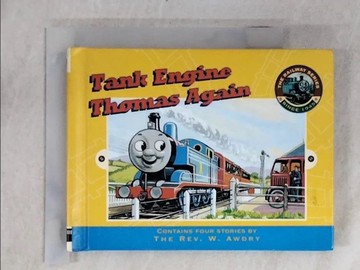 Tank Engine
Thomas Again
THE RAILWAY SERIES
CONTAINS FOUR STORIES BY
THE REV. W. AWDRY